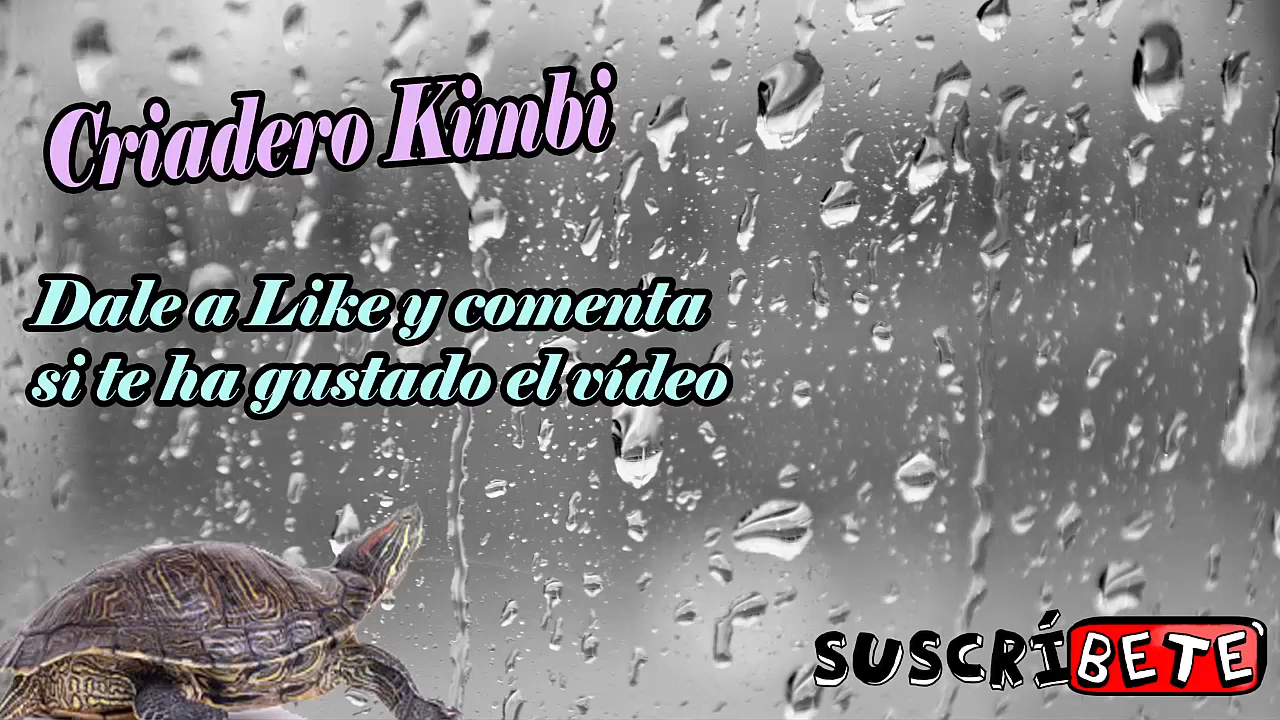 Criadero Kimbi
Dale a Like y comenta
si te ha gustado el vídeo
SUSCRÍBETE